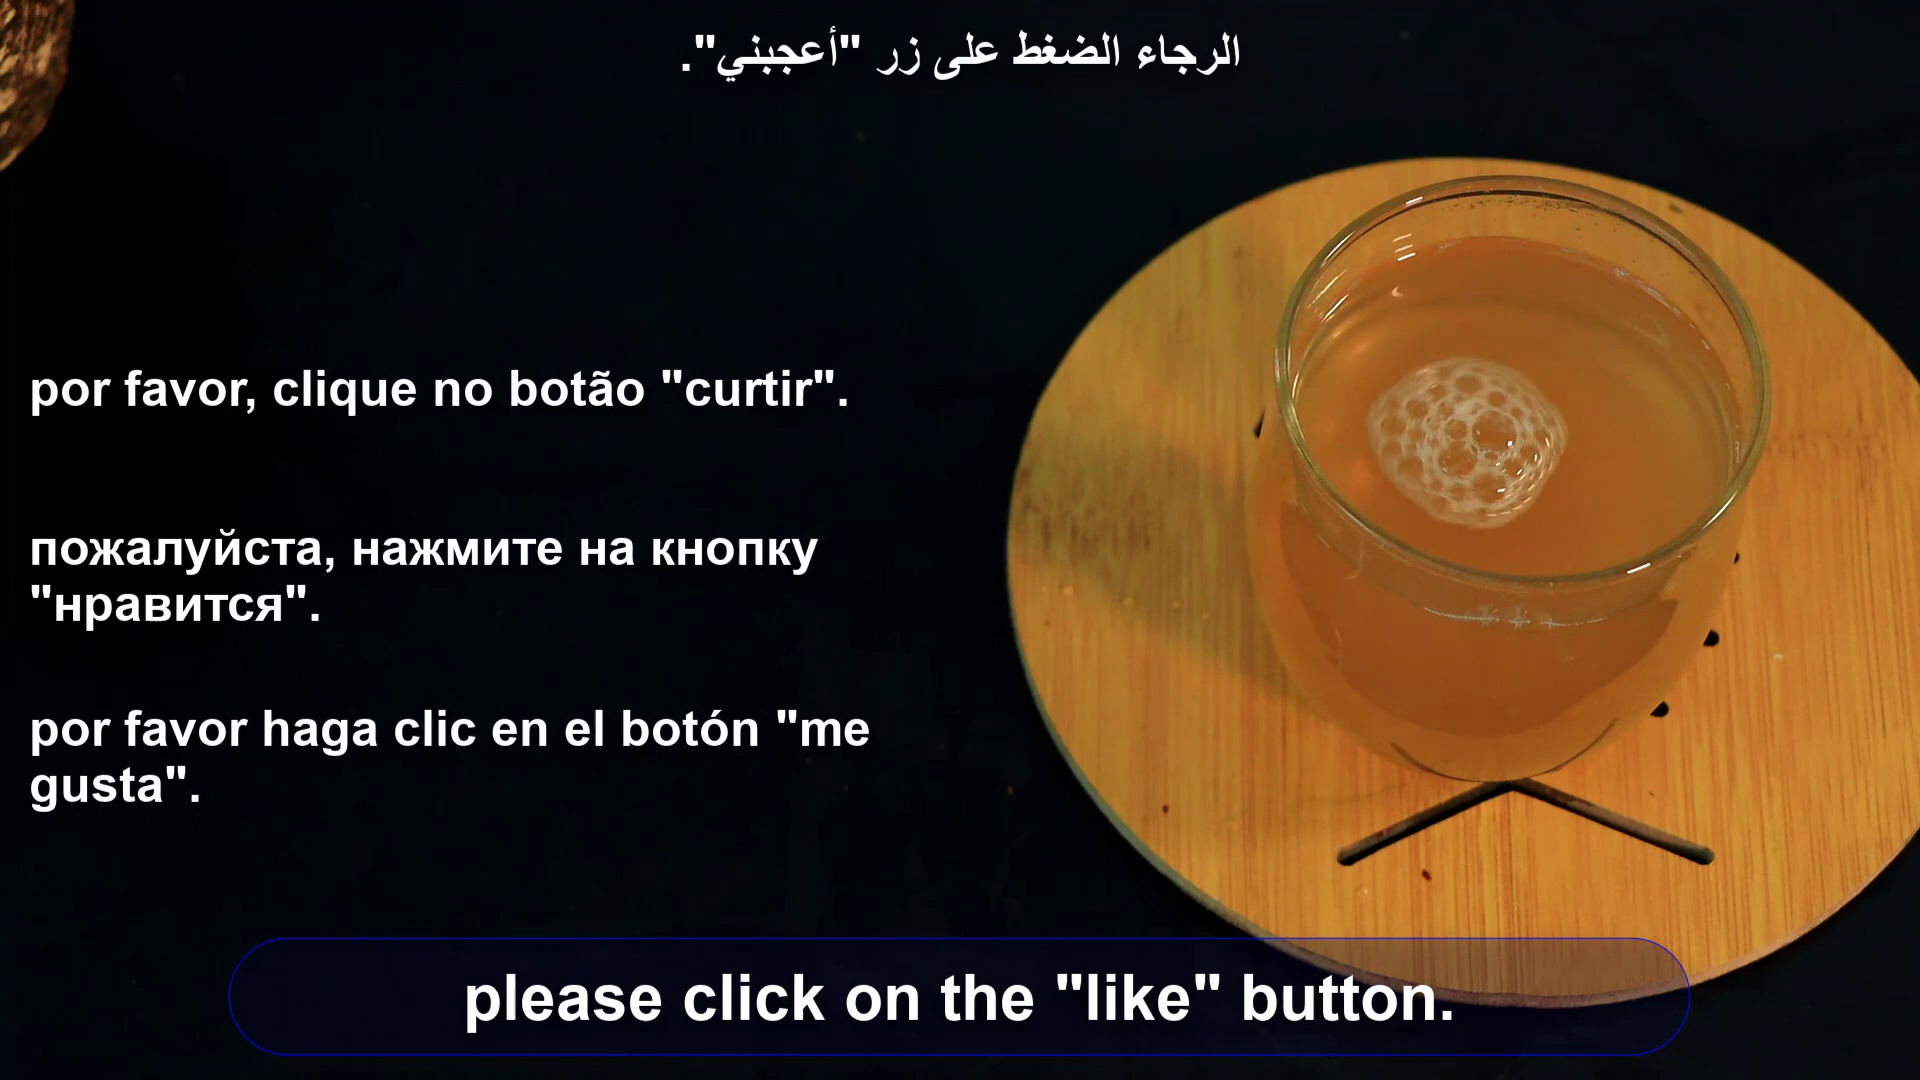 الرجاء الضغط على زر "أعجبني".
por favor, clique no botão "curtir".
пожалуйста, нажмите на кнопку
"нравится".
por favor haga clic en el botón "me
gusta".
please click on the "like" button.